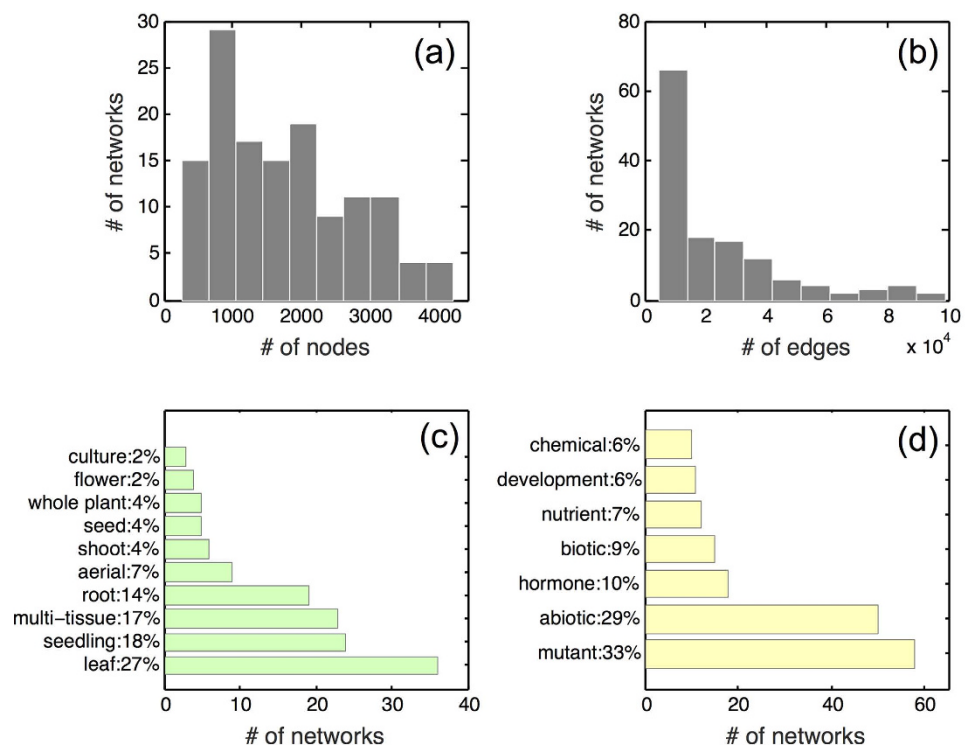 (a)
30
25
20
15
10
5
0
# of networks
0 1000 2000 3000 4000
# of nodes
(b)
80
60
40
20
0
# of networks
0 2 4 6 8 10
# of edges x 10^4
(c)
culture:2%
flower:2%
whole plant:4%
seed:4%
shoot:4%
aerial:7%
root:14%
multi−tissue:17%
seedling:18%
leaf:27%
0 10 20 30 40
# of networks
(d)
chemical:6%
development:6%
nutrient:7%
biotic:9%
hormone:10%
abiotic:29%
mutant:33%
0 20 40 60
# of networks